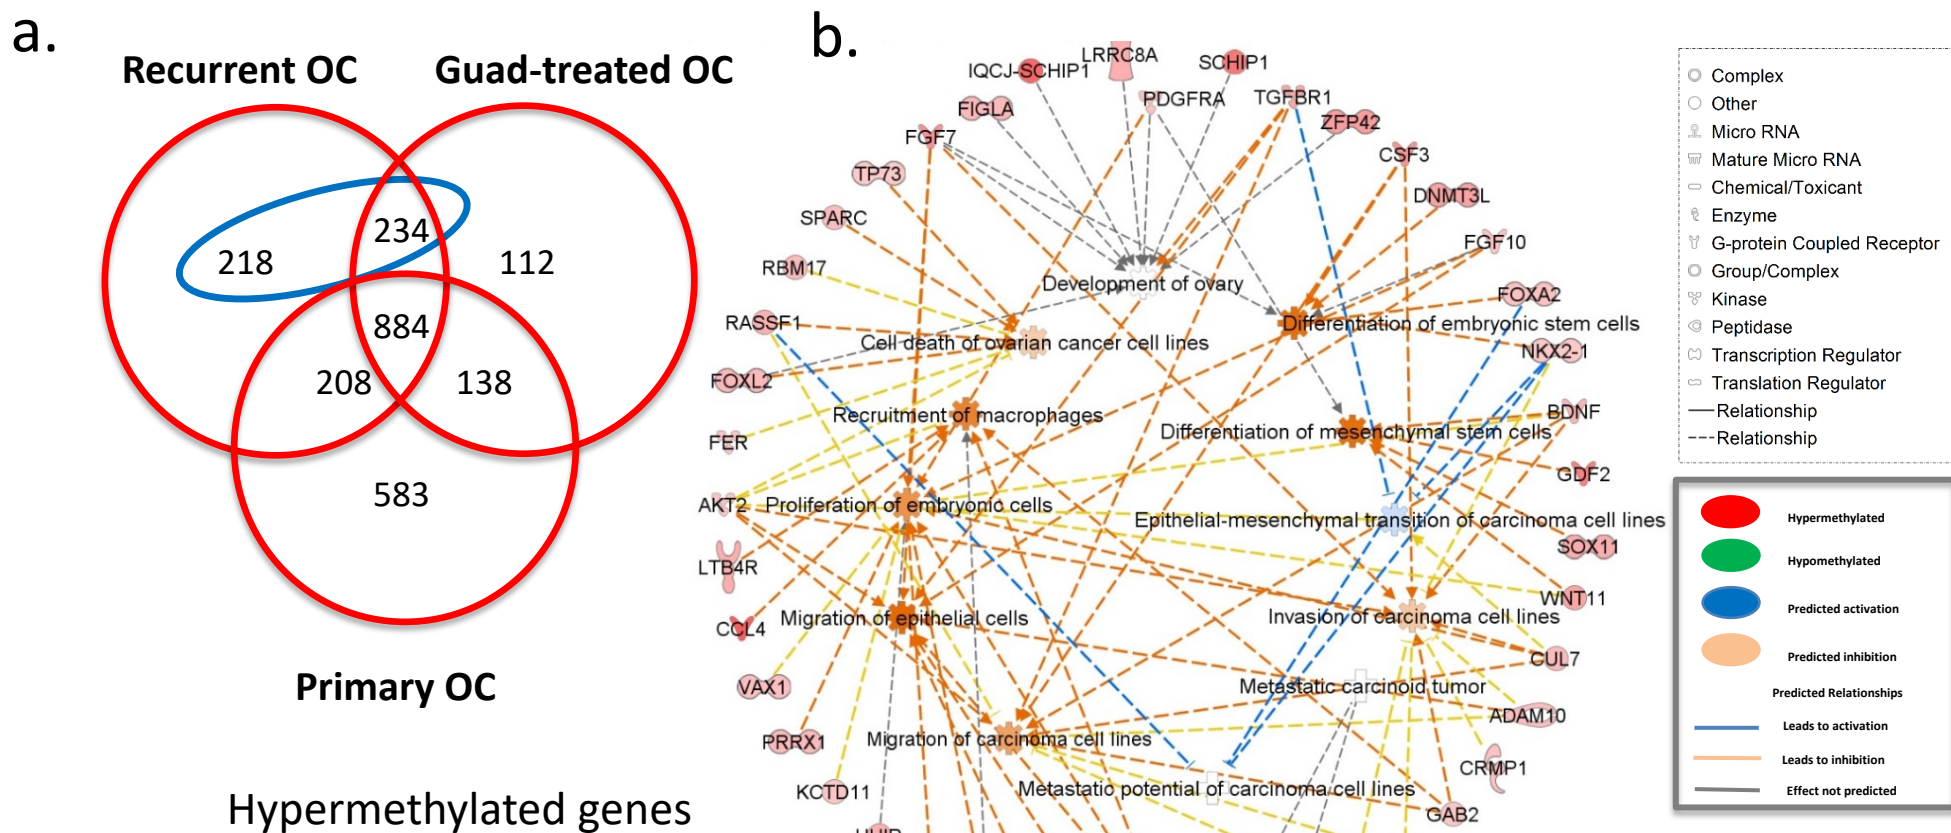 a.
Recurrent OC
Guad-treated OC
234
218
112
884
208
138
583
Primary OC
Hypermethylated genes
b.
LRRC8A
IQCJ-SCHIP1
SCHIP1
FIGLA
PDGFRA
TGFBR1
FGF7
ZFP42
TP73
CSF3
SPARC
DNMT3L
RBM17
FGF10
Development of ovary
RASSF1
FOXA2
Cell death of ovarian cancer cell lines
Differentiation of embryonic stem cells
NKX2-1
FOXL2
Recruitment of macrophages
BDNF
FER
Differentiation of mesenchymal stem cells
GDF2
AKT2
Proliferation of embryonic cells
Epithelial-mesenchymal transition of carcinoma cell lines
SOX11
LTB4R
WNT11
CCL4
Migration of epithelial cells
Invasion of carcinoma cell lines
CUL7
VAX1
Metastatic carcinoid tumor
ADAM10
PRRX1
Migration of carcinoma cell lines
CRMP1
KCTD11
Metastatic potential of carcinoma cell lines
GAB2
Complex
Other
Micro RNA
Mature Micro RNA
Chemical/Toxicant
Enzyme
G-protein Coupled Receptor
Group/Complex
Kinase
Peptidase
Transcription Regulator
Translation Regulator
Relationship
Relationship
Hypermethylated
Hypomethylated
Predicted activation
Predicted inhibition
Predicted Relationships
Leads to activation
Leads to inhibition
Effect not predicted